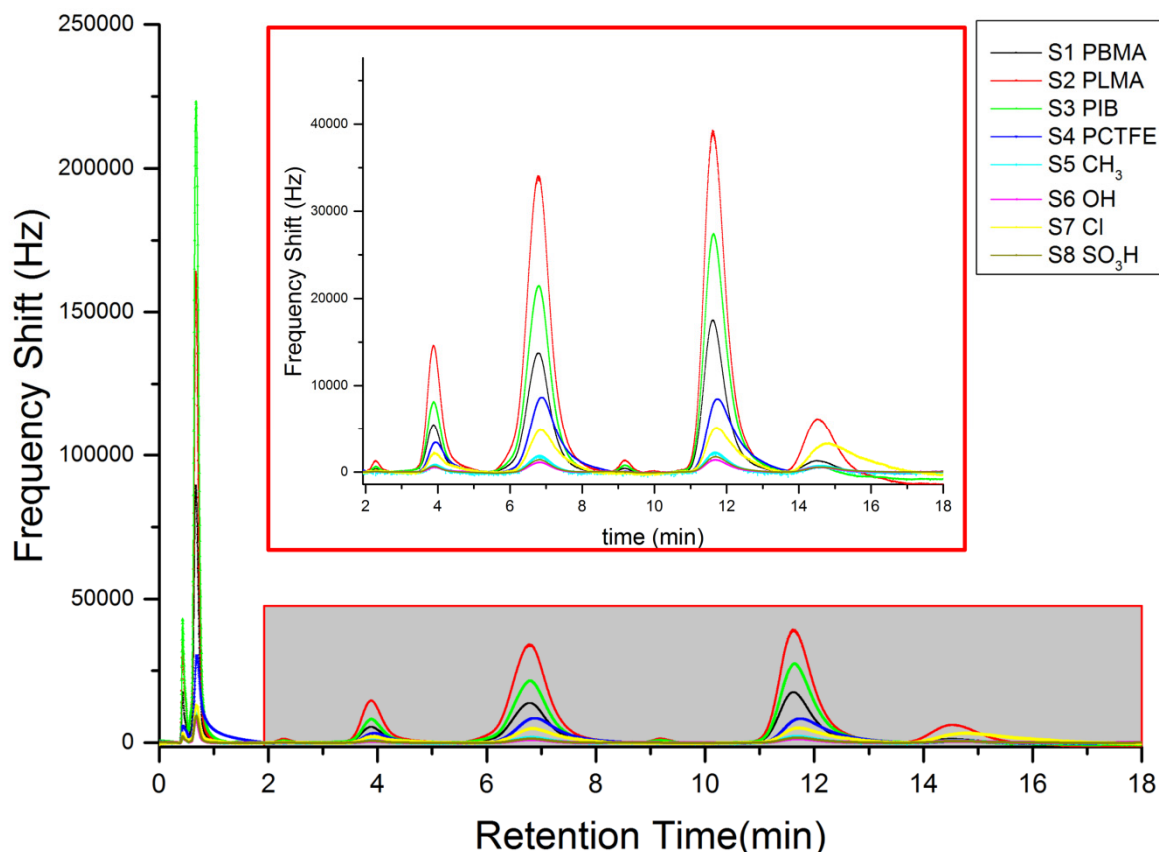 250000
200000
150000
100000
50000
0
Frequency Shift (Hz)
0 2 4 6 8 10 12 14 16 18
Retention Time(min)
40000
30000
20000
10000
0
Frequency Shift (Hz)
2 4 6 8 10 12 14 16 18
time (min)
S1 PBMA
S2 PLMA
S3 PIB
S4 PCTFE
S5 CH₃
S6 OH
S7 Cl
S8 SO₃H